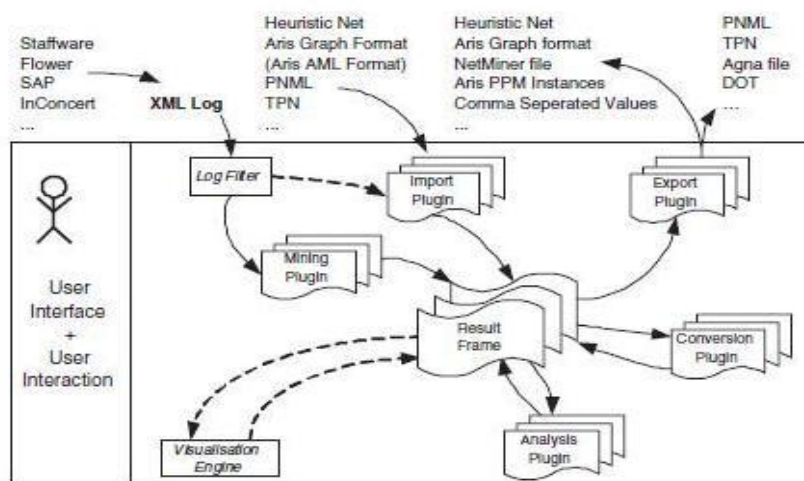 Staffware
Flower
SAP
InConcert
...
XML Log
Heuristic Net
Aris Graph Format
(Aris AML Format)
PNML
TPN
...
Heuristic Net
Aris Graph format
NetMiner file
Aris PPM Instances
Comma Seperated Values
...
PNML
TPN
Agna file
DOT
...
User
Interface
+
User
Interaction
Log Filter
Import
Plugin
Export
Plugin
Mining
Plugin
Result
Frame
Conversion
Plugin
Visualisation
Engine
Analysis
Plugin